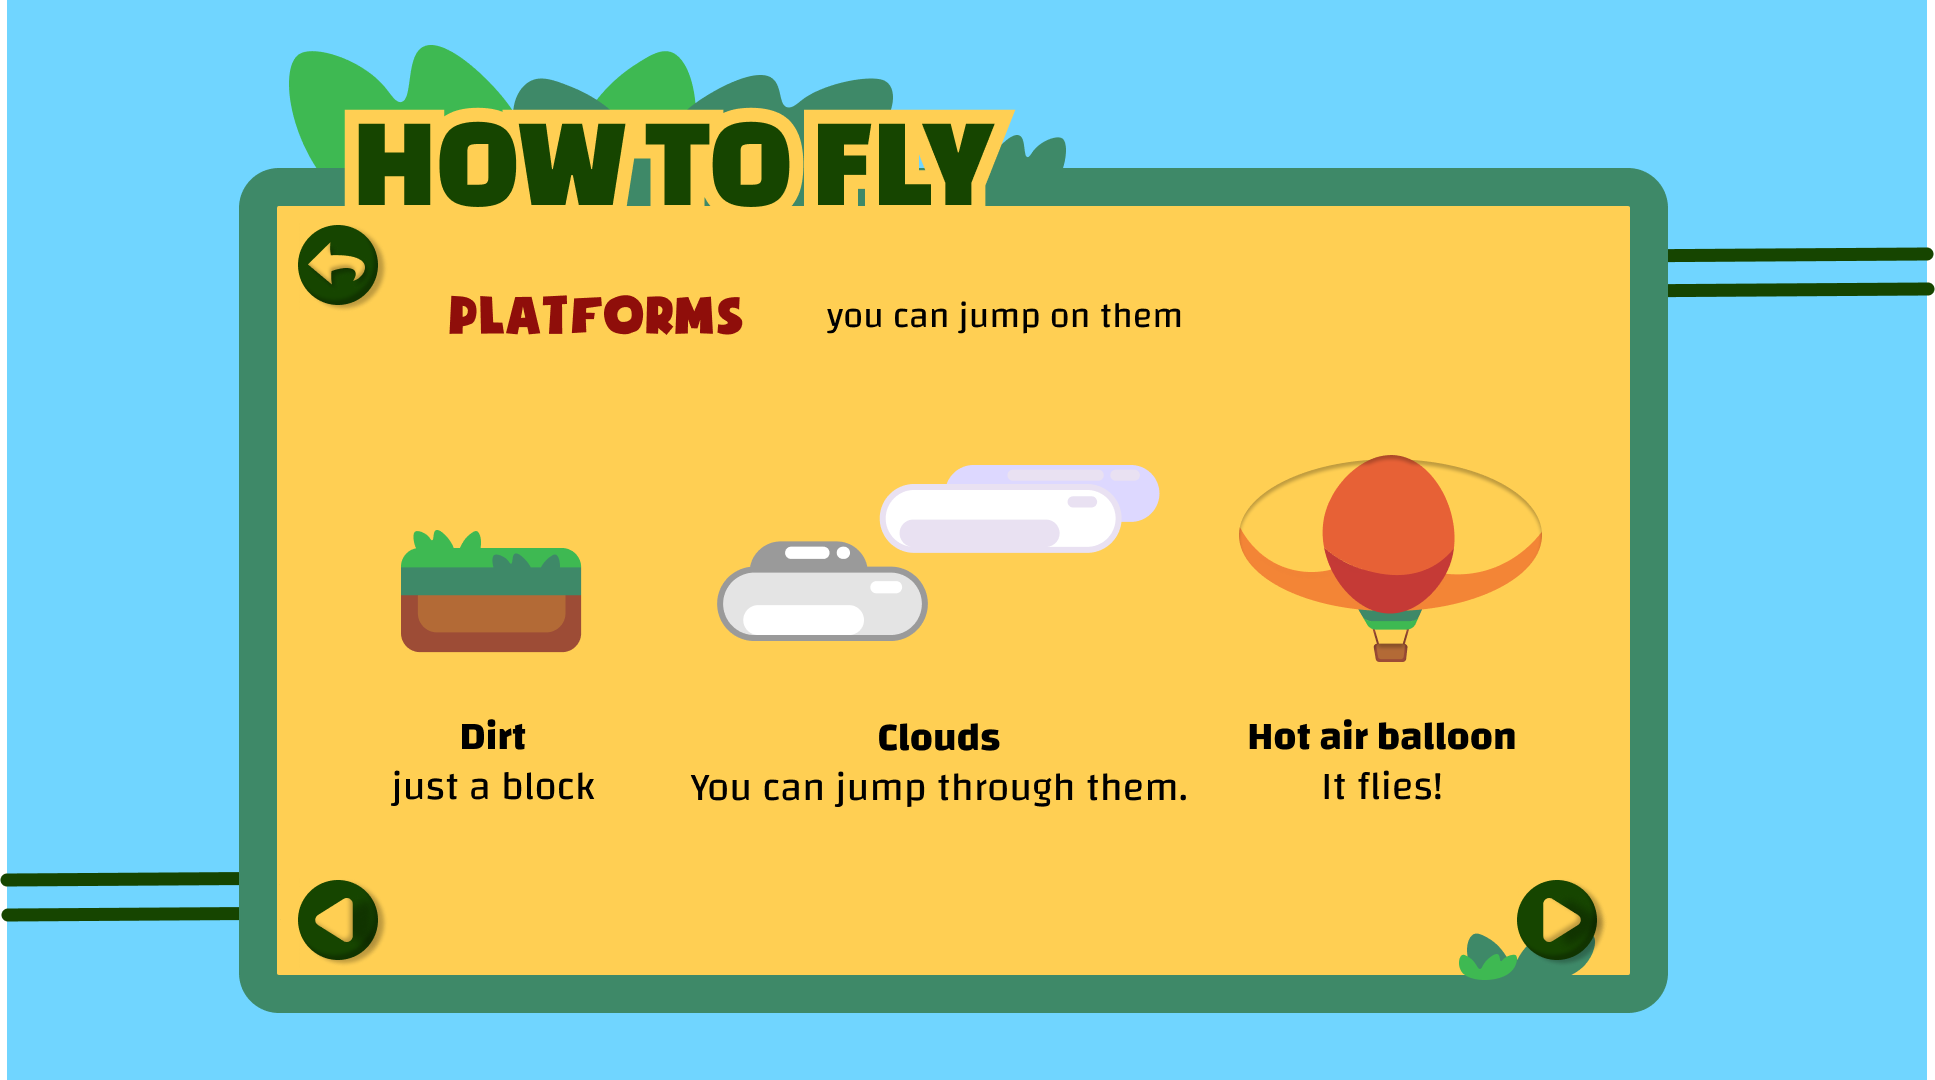 HOW TO FLY
PLATFORMS
you can jump on them
Dirt
just a block
Clouds
You can jump through them.
Hot air balloon
It flies!